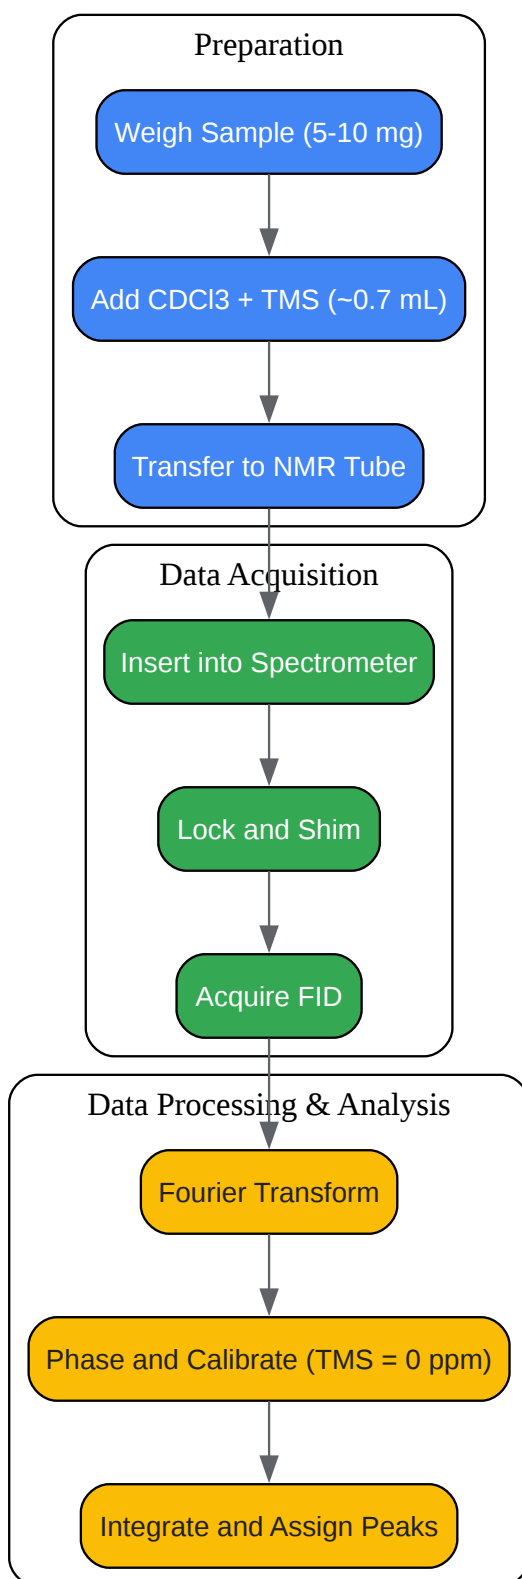 Preparation
Weigh Sample (5-10 mg)
Add CDCl3 + TMS (~0.7 mL)
Transfer to NMR Tube
Data Acquisition
Insert into Spectrometer
Lock and Shim
Acquire FID
Data Processing & Analysis
Fourier Transform
Phase and Calibrate (TMS = 0 ppm)
Integrate and Assign Peaks